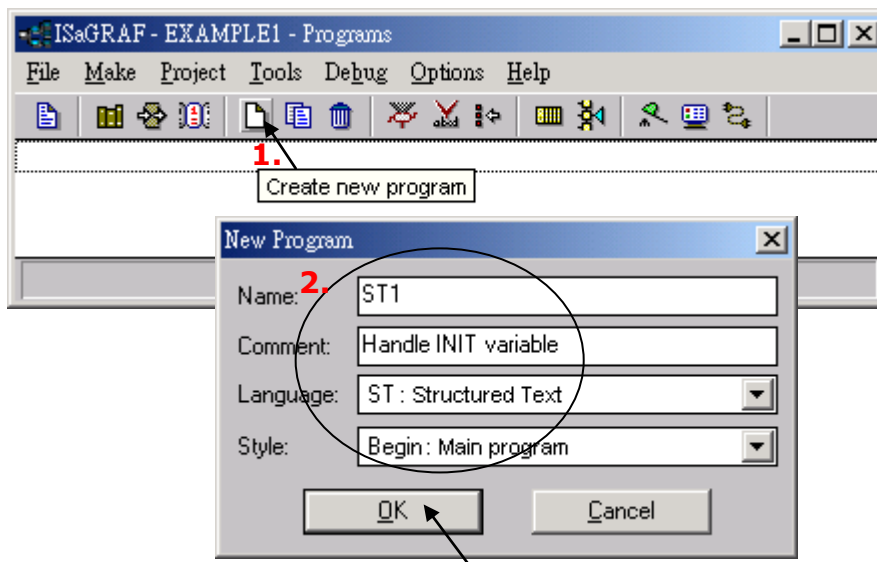 ISaGRAF - EXAMPLE1 - Programs
File Make Project Tools Debug Options Help
1.
Create new program
New Program
2.
Name: ST1
Comment: Handle INIT variable
Language: ST : Structured Text
Style: Begin : Main program
OK Cancel